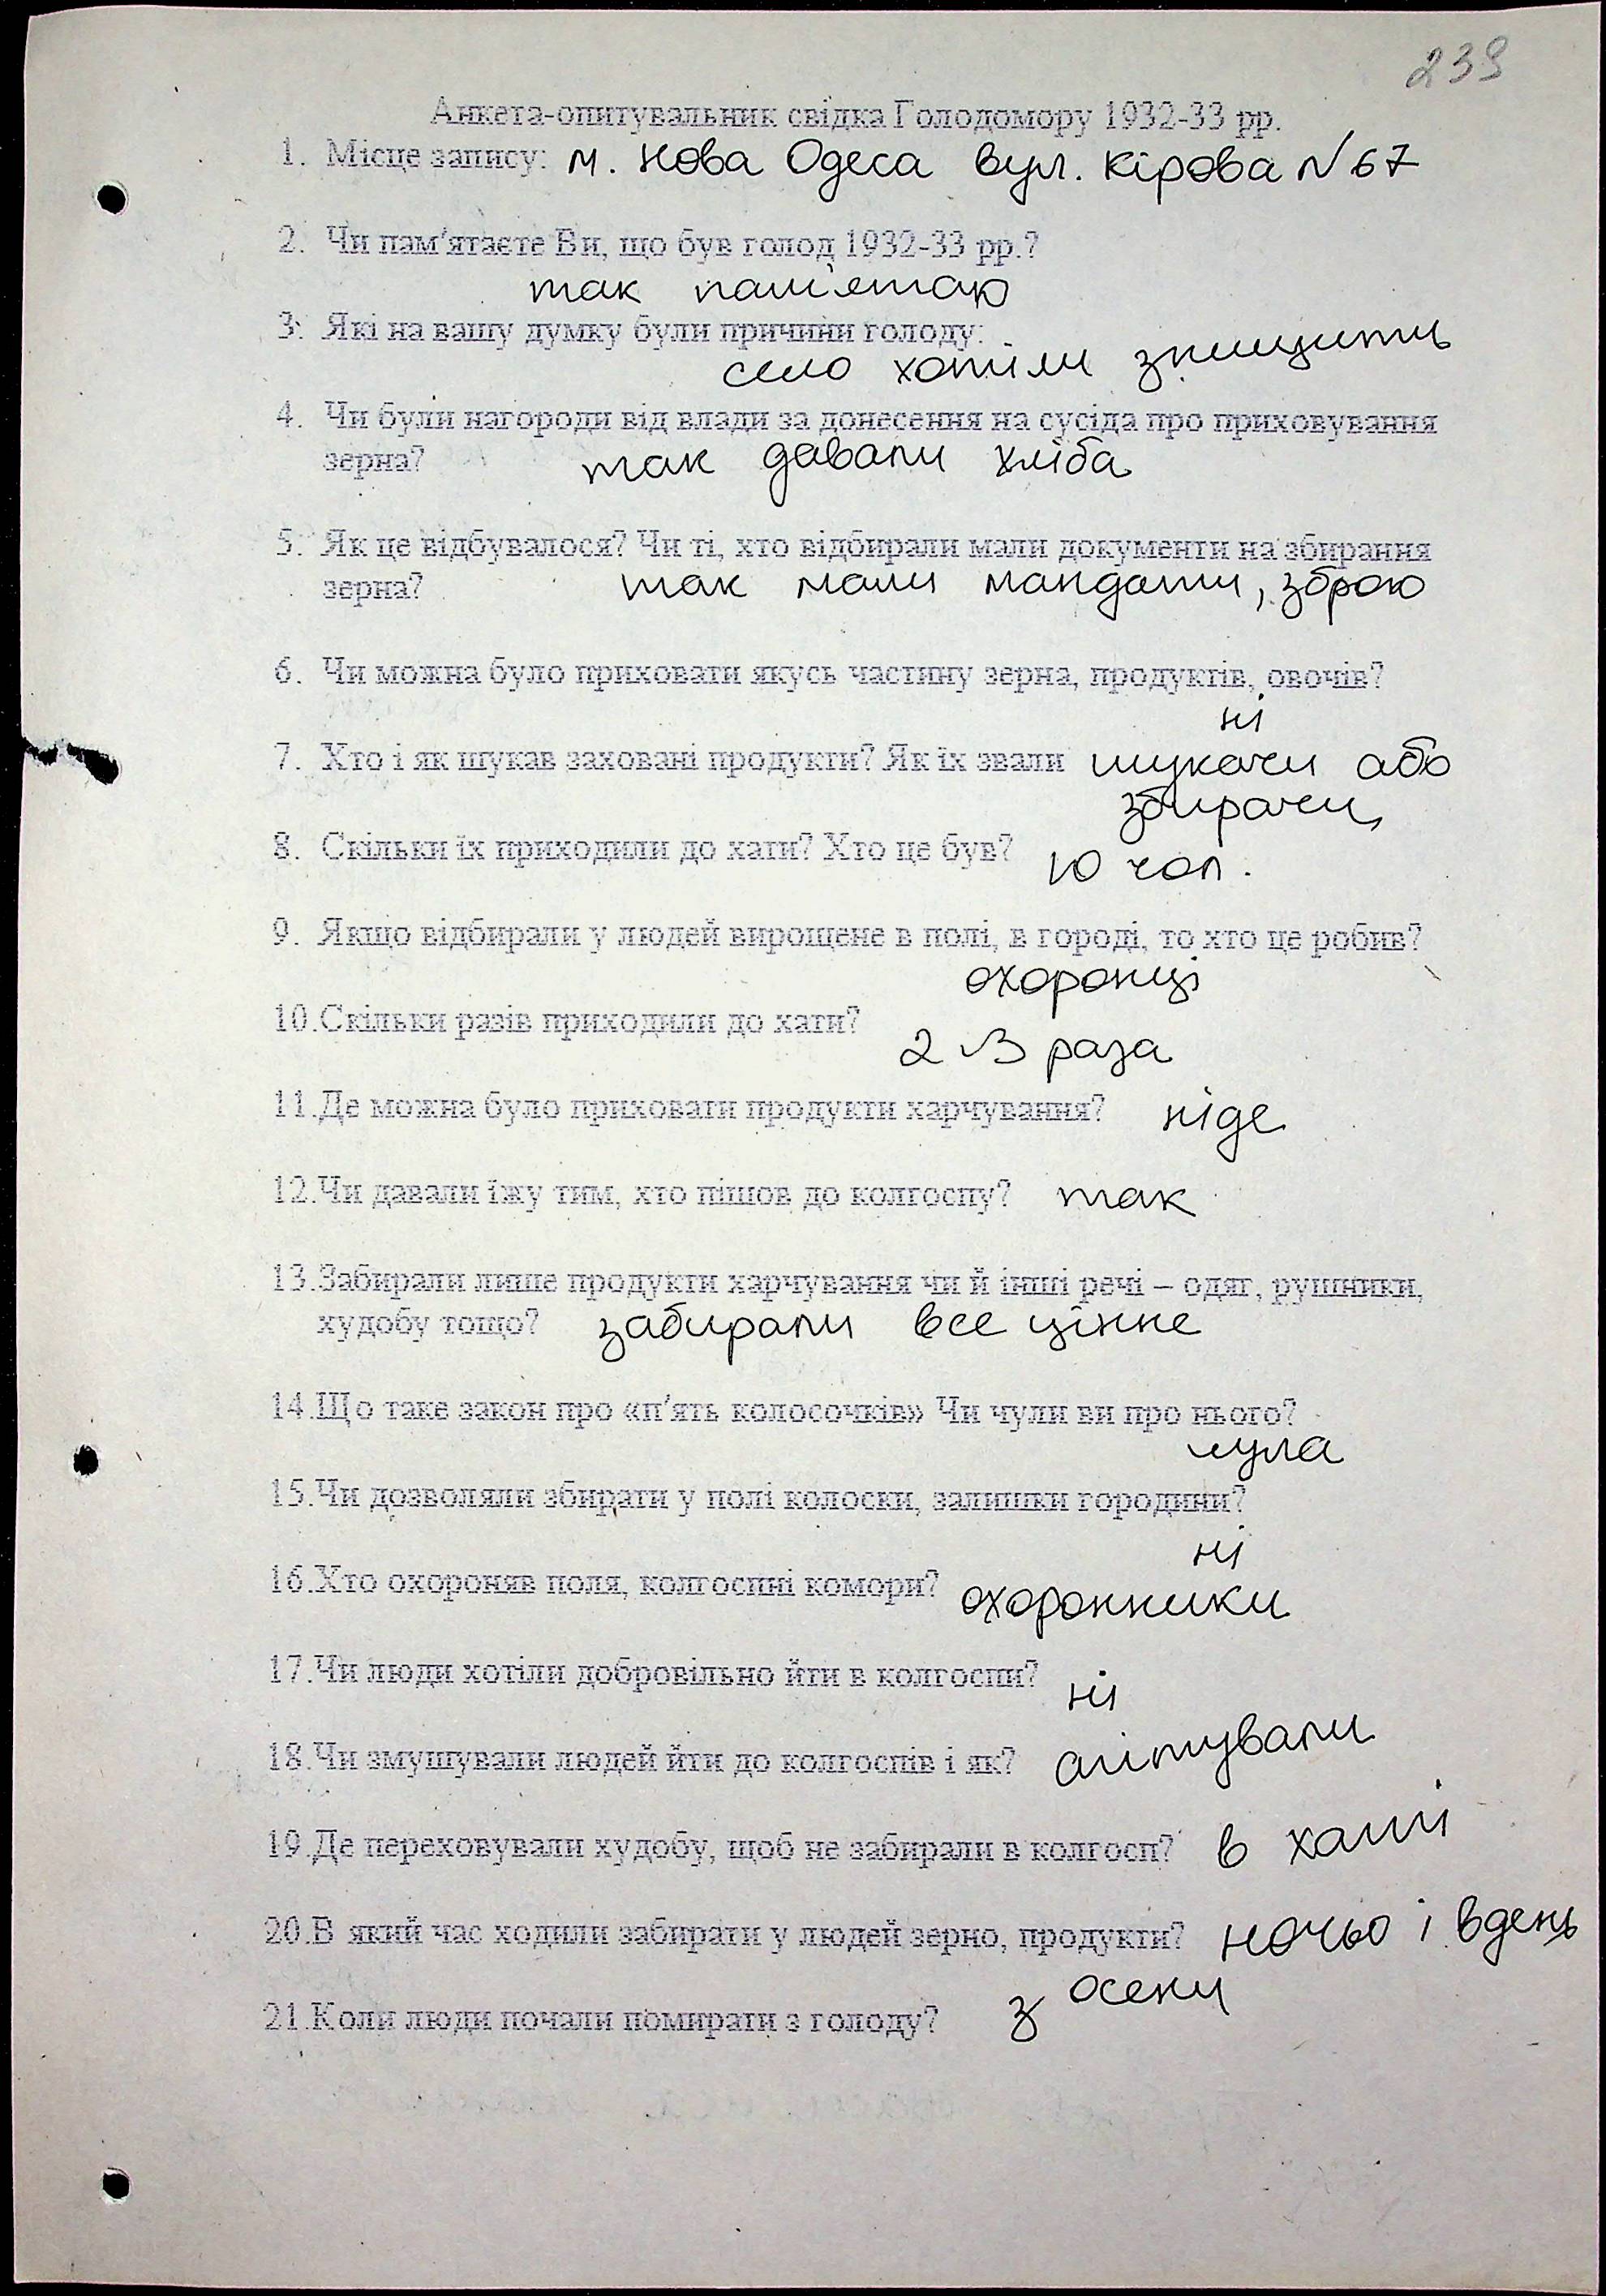 239
Анкета-опитувальник свідка Голодомору 1932-33 рр.
1. Місце запису: м. Нова Одеса вул. Кірова №67
2. Чи пам'ятаєте Ви, що був голод 1932-33 рр.?
так пам'ятаю
3. Які на вашу думку були причини голоду:
село хотіли знищить
4. Чи були нагороди від влади за донесення на сусіда про приховування
зерна? так давали хліба
5. Як це відбувалося? Чи ті, хто відбирали мали документи на збирання
зерна? так мали мандати, зброю
6. Чи можна було приховати якусь частину зерна, продуктів, овочів?
ні
7. Хто і як шукав заховані продукти? Як їх звали шукачи або
збирачи
8. Скільки їх приходили до хати? Хто це був? 10 чол.
9. Якщо відбирали у людей вирощене в полі, в городі, то хто це робив?
охоронці
10. Скільки разів приходили до хати?
2-3 раза
11. Де можна було приховати продукти харчування? ніде
12. Чи давали їжу тим, хто пішов до колгоспу? так
13. Забирали лише продукти харчування чи й інші речі – одяг, рушники,
худобу тощо? забирали все цінне
14. Що таке закон про «п'ять колосочків» Чи чули ви про нього?
чула
15. Чи дозволяли збирати у полі колоски, залишки городини?
ні
16. Хто охороняв поля, колгоспні комори? охоронники
17. Чи люди хотіли добровільно йти в колгоспи? ні
18. Чи змушували людей йти до колгоспів і як? агітували
19. Де переховували худобу, щоб не забирали в колгосп? в хаті
20. В який час ходили забирати у людей зерно, продукти? ночьо і вдень
21. Коли люди почали помирати з голоду? з осени